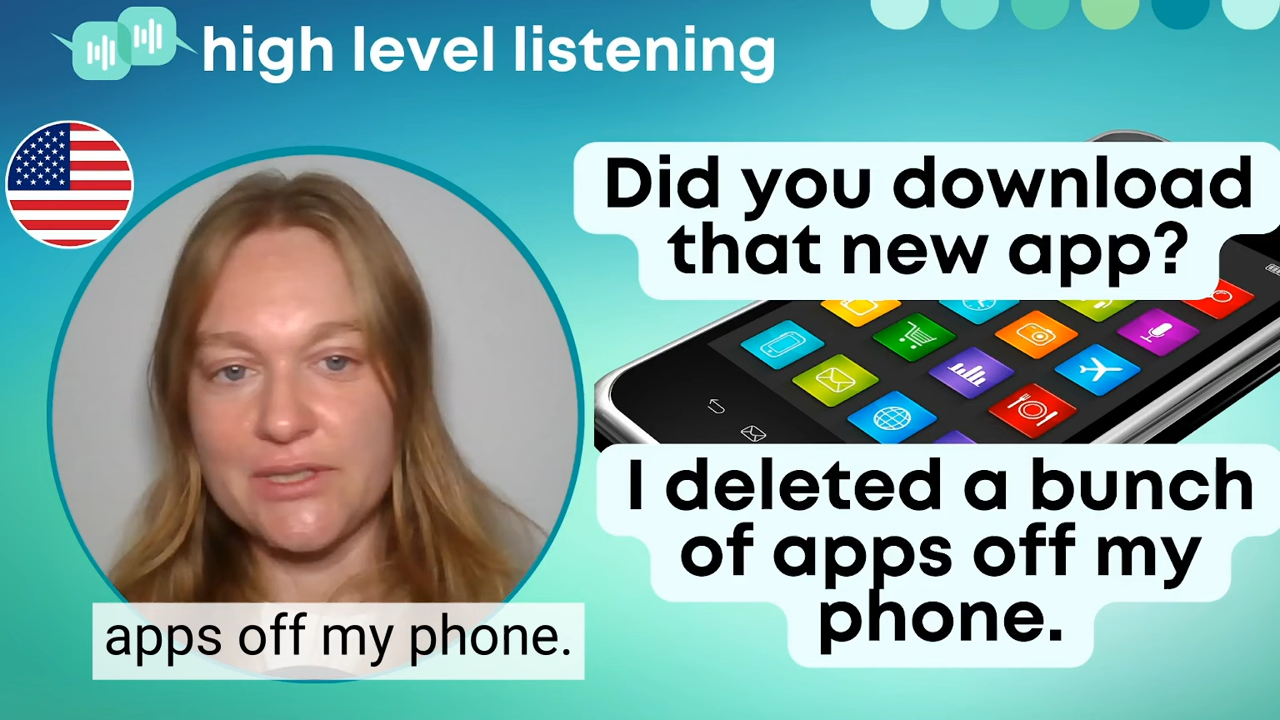 high level listening
Did you download
that new app?
I deleted a bunch
of apps off my
phone.
apps off my phone.